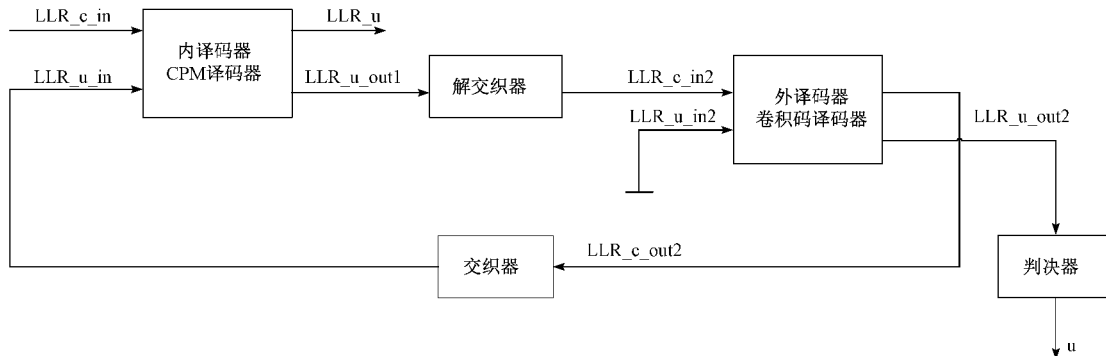 LLR_c_in
LLR_u
内译码器
CPM译码器
LLR_u_in
LLR_u_out1
解交织器
LLR_c_in2
LLR_u_in2
外译码器
卷积码译码器
LLR_u_out2
交织器
LLR_c_out2
判决器
u